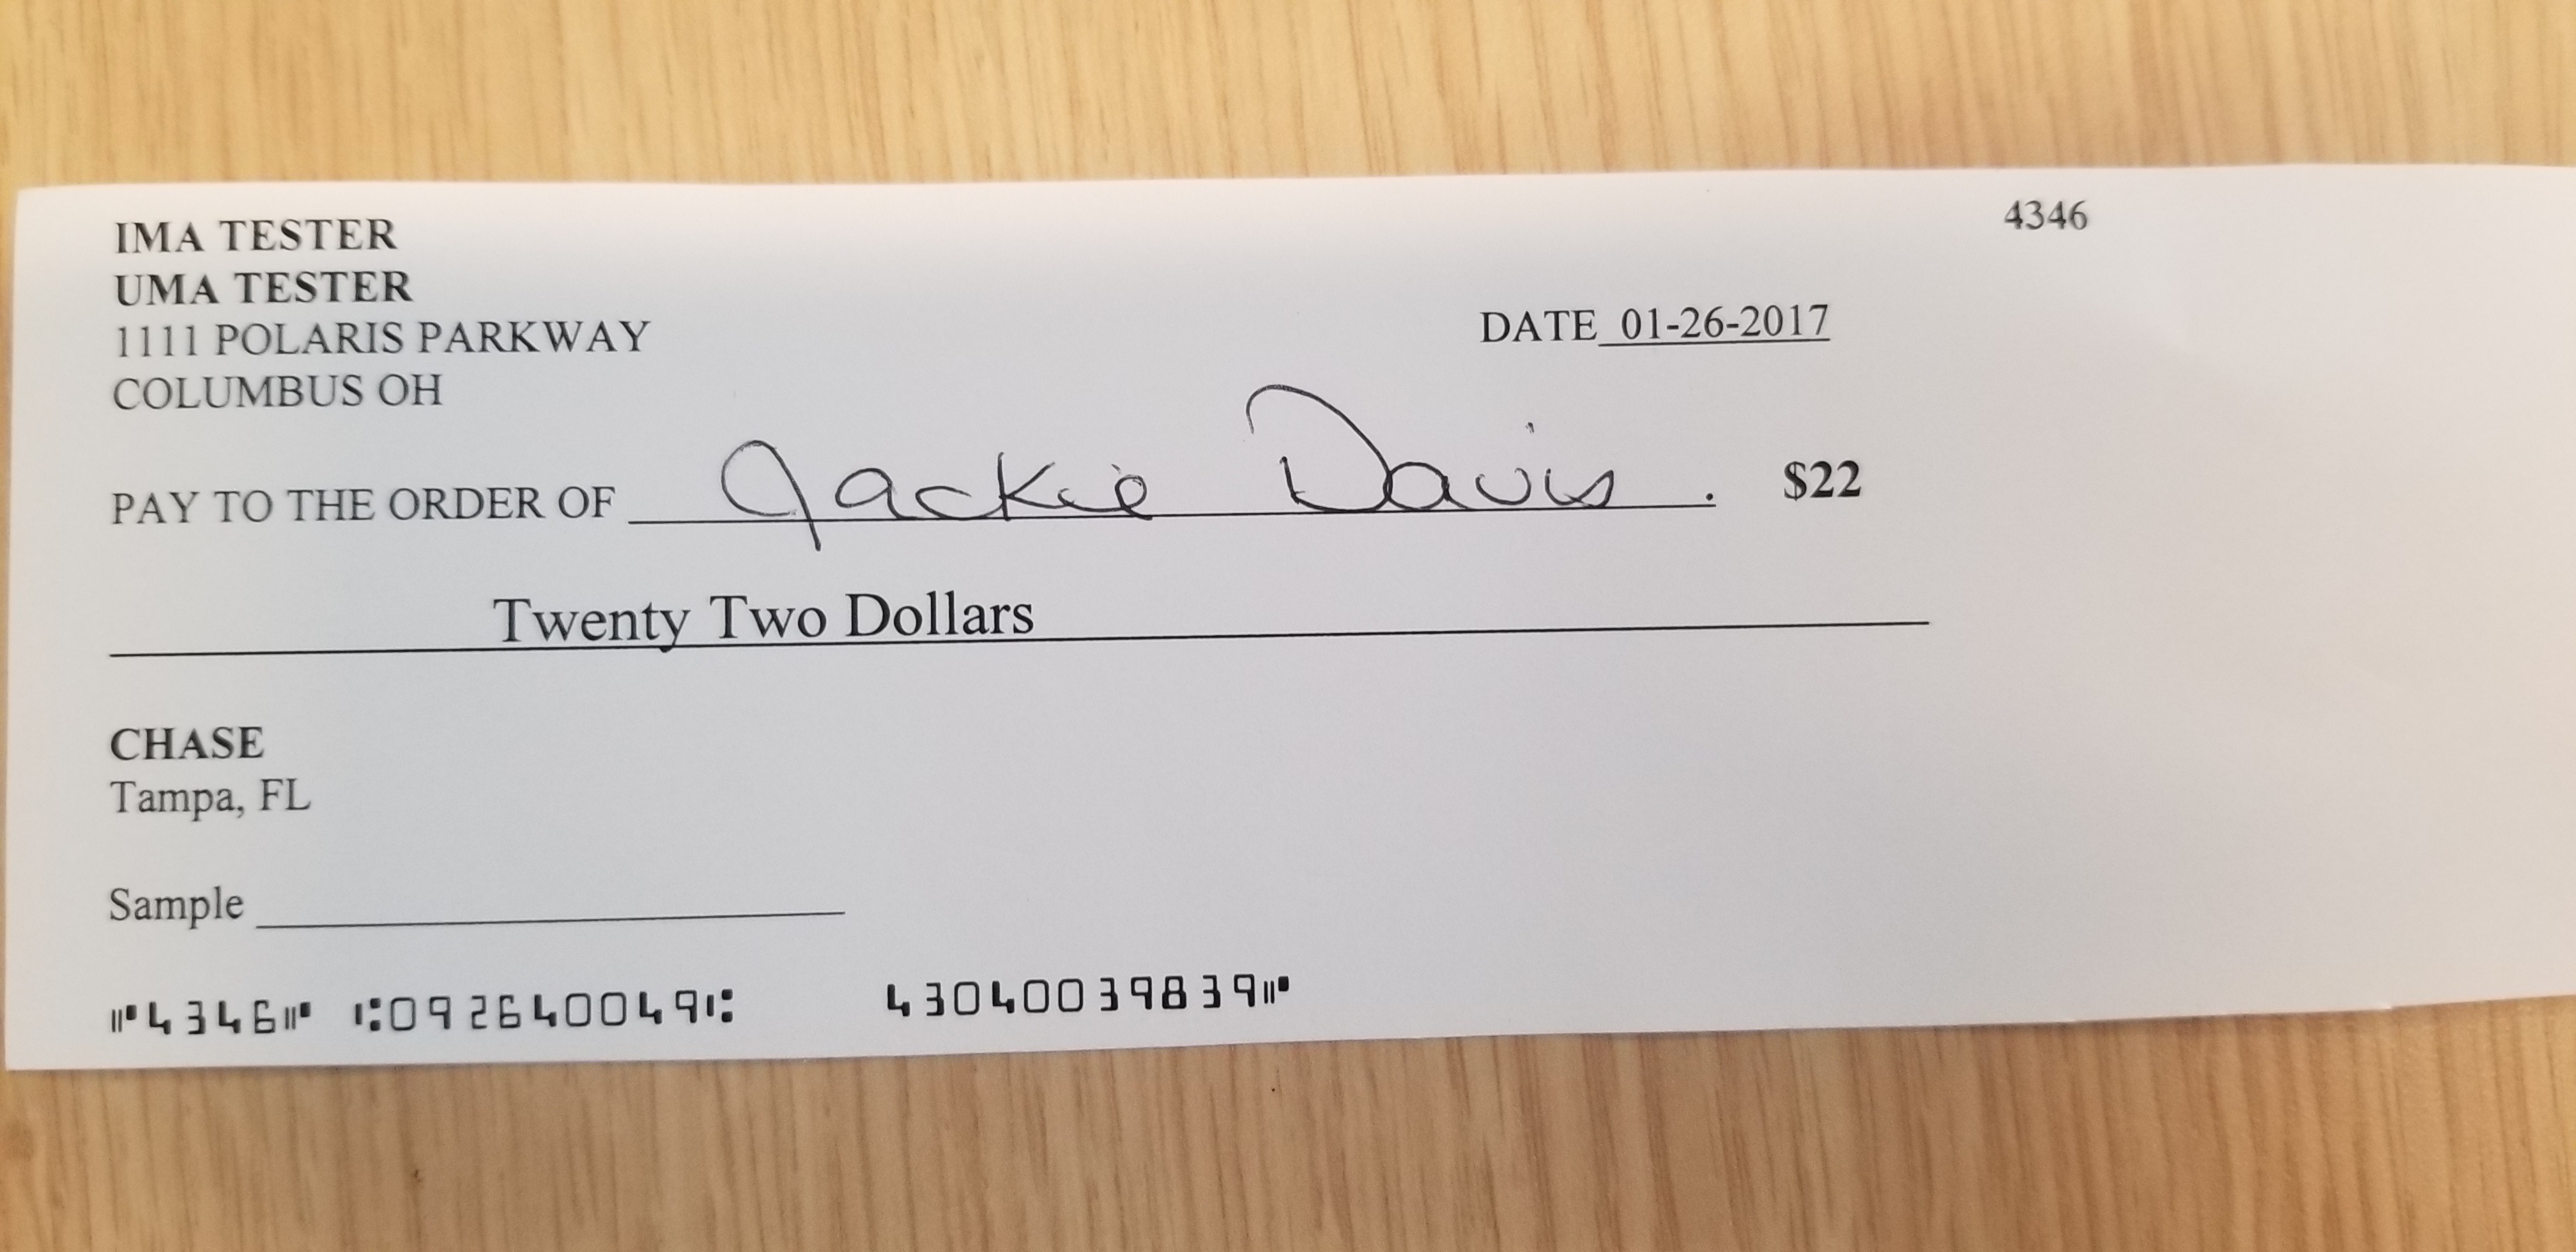 4346
IMA TESTER
UMA TESTER
1111 POLARIS PARKWAY
COLUMBUS OH
DATE 01-26-2017
PAY TO THE ORDER OF Jackie Davis. $22
Twenty Two Dollars
CHASE
Tampa, FL
Sample
⑈4346⑈ ⑆092640049⑆ 43040039839⑈